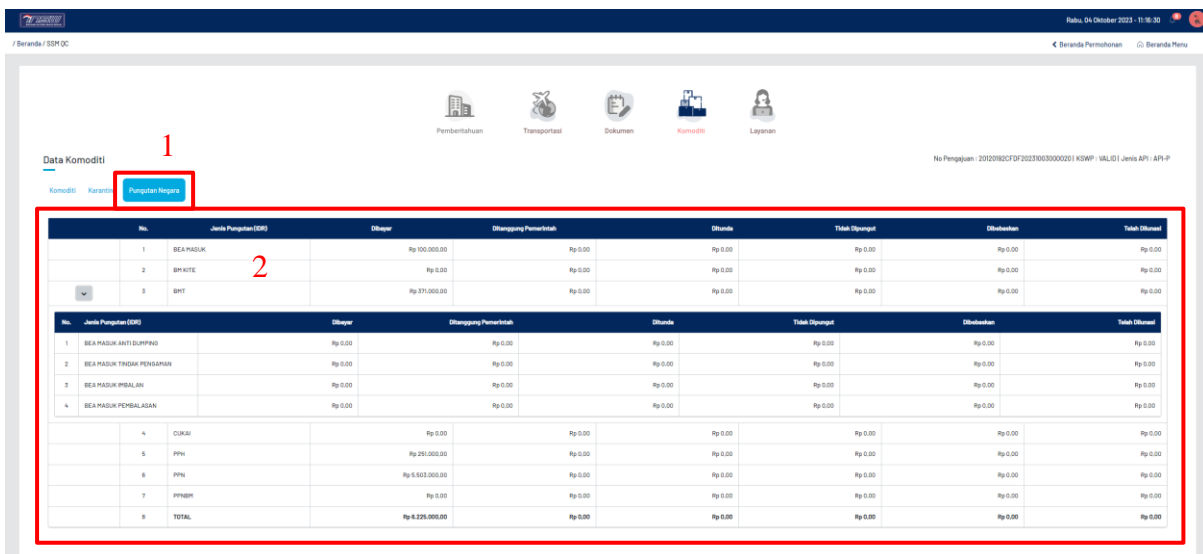 Rabu, 04 Oktober 2023 - 11:16:30
/ Beranda / SSM QC
Beranda Permohonan Beranda Menu
Pemberitahuan Transportasi Dokumen Komoditi Layanan
1
Data Komoditi
No Pengajuan : 20120192CFDF20231003000020 | KSWP : VALID | Jenis API : API-P
Komoditi Karantin Pungutan Negara
No. Jenis Pungutan (IDR) Dibayar Ditanggung Pemerintah Ditunda Tidak Dipungut Dibebaskan Telah Dilunasi
1 BEA MASUK Rp 100.000,00 Rp 0,00 Rp 0,00 Rp 0,00 Rp 0,00 Rp 0,00
2
2 BM KITE Rp 0,00 Rp 0,00 Rp 0,00 Rp 0,00 Rp 0,00 Rp 0,00
3 BMT Rp 371.000,00 Rp 0,00 Rp 0,00 Rp 0,00 Rp 0,00 Rp 0,00
No. Jenis Pungutan (IDR) Dibayar Ditanggung Pemerintah Ditunda Tidak Dipungut Dibebaskan Telah Dilunasi
1 BEA MASUK ANTI DUMPING Rp 0,00 Rp 0,00 Rp 0,00 Rp 0,00 Rp 0,00 Rp 0,00
2 BEA MASUK TINDAK PENGAMAN Rp 0,00 Rp 0,00 Rp 0,00 Rp 0,00 Rp 0,00 Rp 0,00
3 BEA MASUK IMBALAN Rp 0,00 Rp 0,00 Rp 0,00 Rp 0,00 Rp 0,00 Rp 0,00
4 BEA MASUK PEMBALASAN Rp 0,00 Rp 0,00 Rp 0,00 Rp 0,00 Rp 0,00 Rp 0,00
4 CUKAI Rp 0,00 Rp 0,00 Rp 0,00 Rp 0,00 Rp 0,00 Rp 0,00
5 PPH Rp 251.000,00 Rp 0,00 Rp 0,00 Rp 0,00 Rp 0,00 Rp 0,00
6 PPN Rp 5.503.000,00 Rp 0,00 Rp 0,00 Rp 0,00 Rp 0,00 Rp 0,00
7 PPNBM Rp 0,00 Rp 0,00 Rp 0,00 Rp 0,00 Rp 0,00 Rp 0,00
8 TOTAL Rp 6.225.000,00 Rp 0,00 Rp 0,00 Rp 0,00 Rp 0,00 Rp 0,00